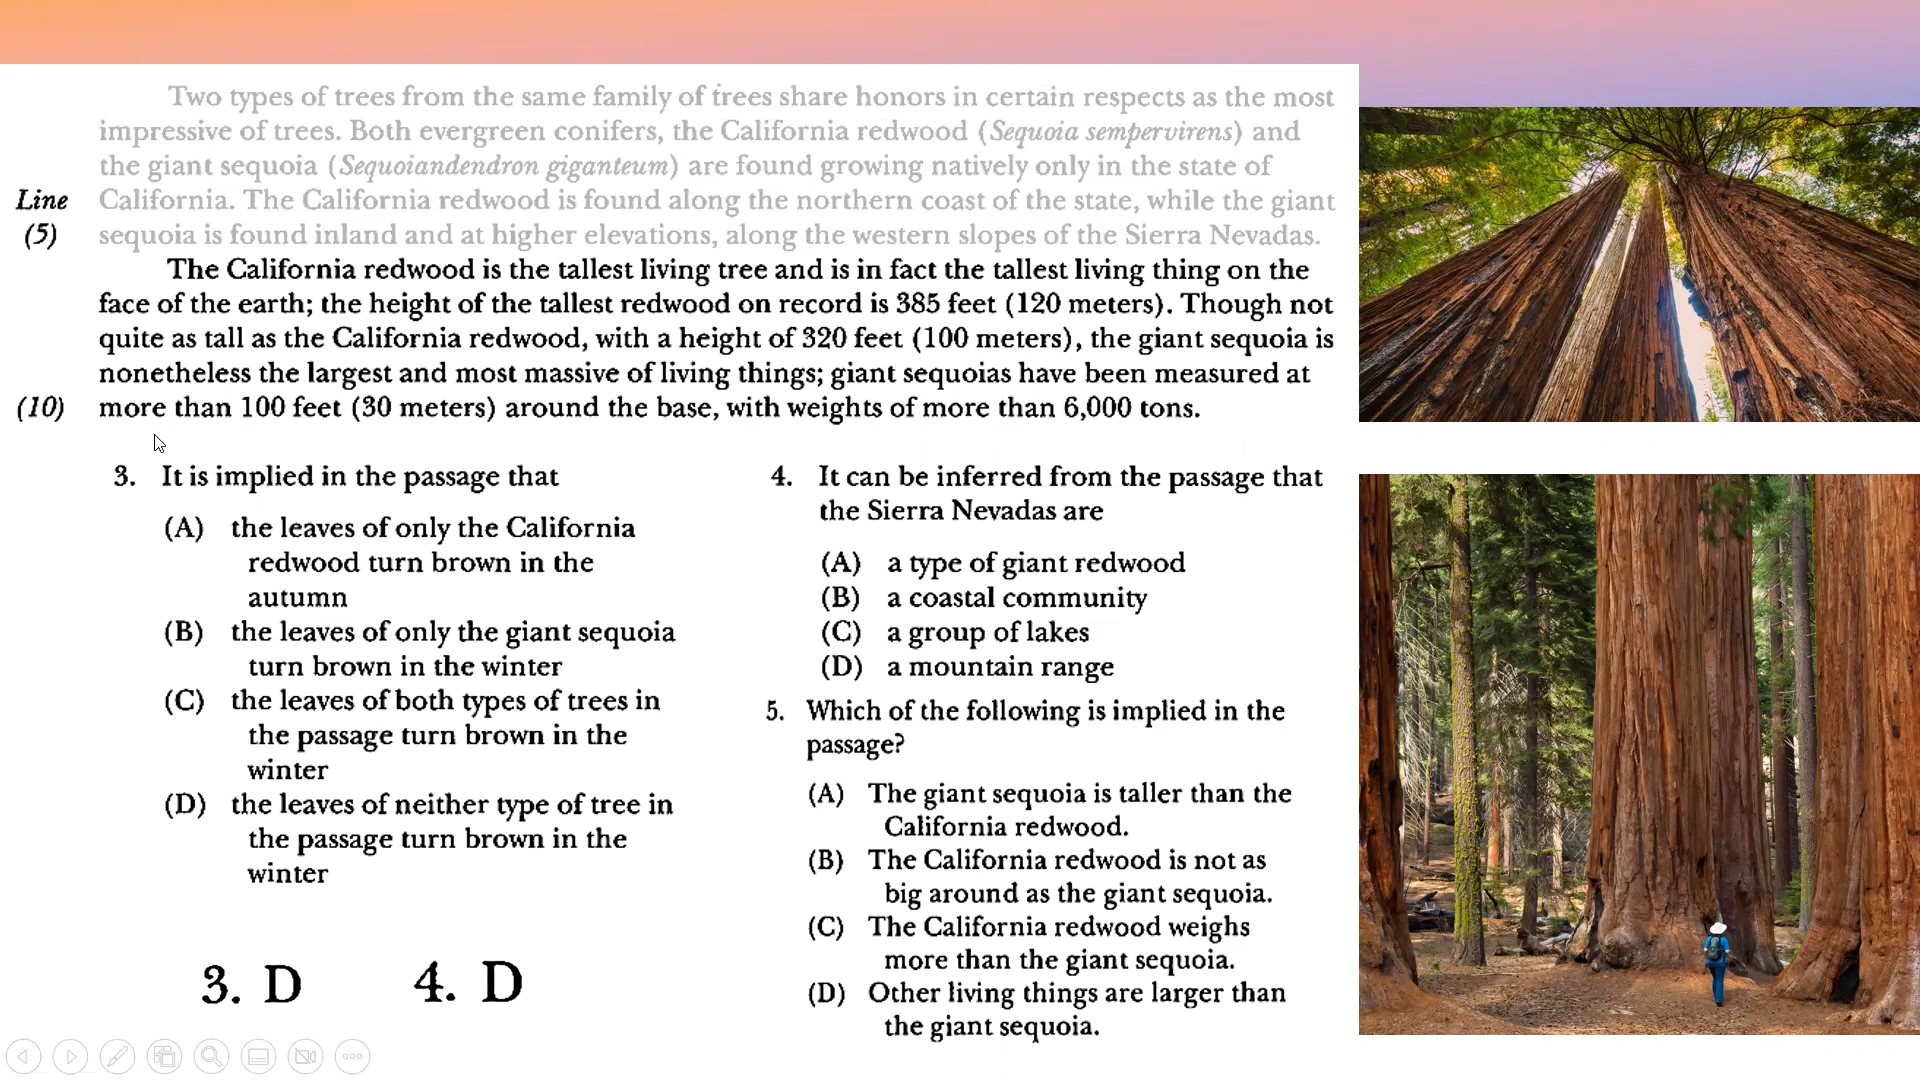 Two types of trees from the same family of trees share honors in certain respects as the most
impressive of trees. Both evergreen conifers, the California redwood (Sequoia sempervirens) and
the giant sequoia (Sequoiandendron giganteum) are found growing natively only in the state of
Line California. The California redwood is found along the northern coast of the state, while the giant
(5) sequoia is found inland and at higher elevations, along the western slopes of the Sierra Nevadas.
The California redwood is the tallest living tree and is in fact the tallest living thing on the
face of the earth; the height of the tallest redwood on record is 385 feet (120 meters). Though not
quite as tall as the California redwood, with a height of 320 feet (100 meters), the giant sequoia is
nonetheless the largest and most massive of living things; giant sequoias have been measured at
(10) more than 100 feet (30 meters) around the base, with weights of more than 6,000 tons.
3. It is implied in the passage that
(A) the leaves of only the California
redwood turn brown in the
autumn
(B) the leaves of only the giant sequoia
turn brown in the winter
(C) the leaves of both types of trees in
the passage turn brown in the
winter
(D) the leaves of neither type of tree in
the passage turn brown in the
winter
3. D 4. D
4. It can be inferred from the passage that
the Sierra Nevadas are
(A) a type of giant redwood
(B) a coastal community
(C) a group of lakes
(D) a mountain range
5. Which of the following is implied in the
passage?
(A) The giant sequoia is taller than the
California redwood.
(B) The California redwood is not as
big around as the giant sequoia.
(C) The California redwood weighs
more than the giant sequoia.
(D) Other living things are larger than
the giant sequoia.